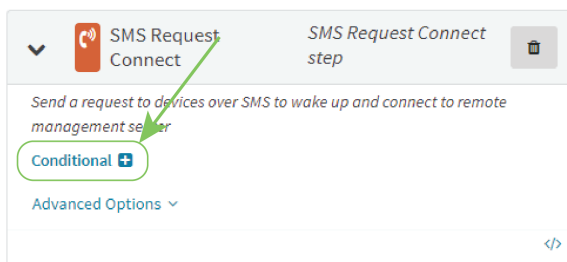 SMS Request
Connect
SMS Request Connect
step
Send a request to devices over SMS to wake up and connect to remote
management server
Conditional
Advanced Options
</>